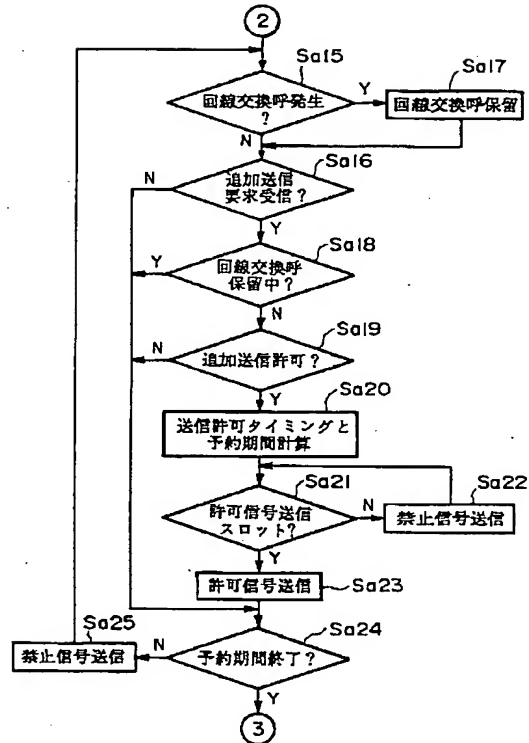 2
Sa15
回線交換呼発生
?
Y
Sa17
回線交換呼保留
N
Sa16
追加送信
要求受信?
N
Y
Sa18
回線交換呼
保留中?
Y
N
Sa19
追加送信許可?
N
Y
Sa20
送信許可タイミングと
予約期間計算
Sa21
許可信号送信
スロット?
N
Sa22
禁止信号送信
Y
許可信号送信
Sa23
Sa24
予約期間終了?
N
Sa25
禁止信号送信
Y
3